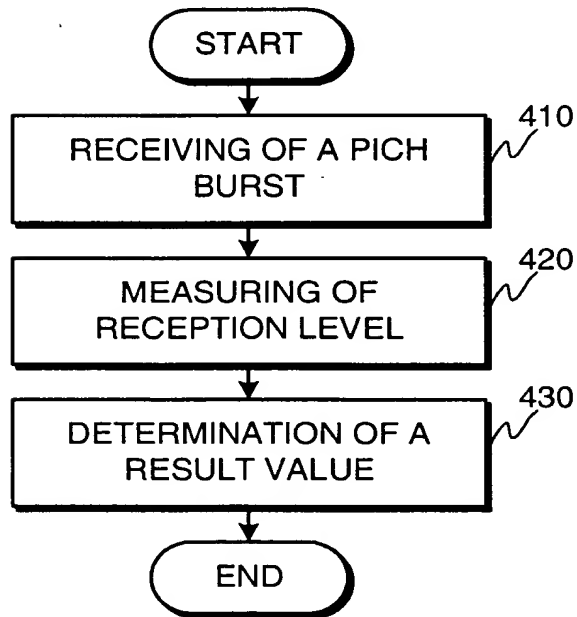 START
RECEIVING OF A PICH
BURST
410
MEASURING OF
RECEPTION LEVEL
420
DETERMINATION OF A
RESULT VALUE
430
END